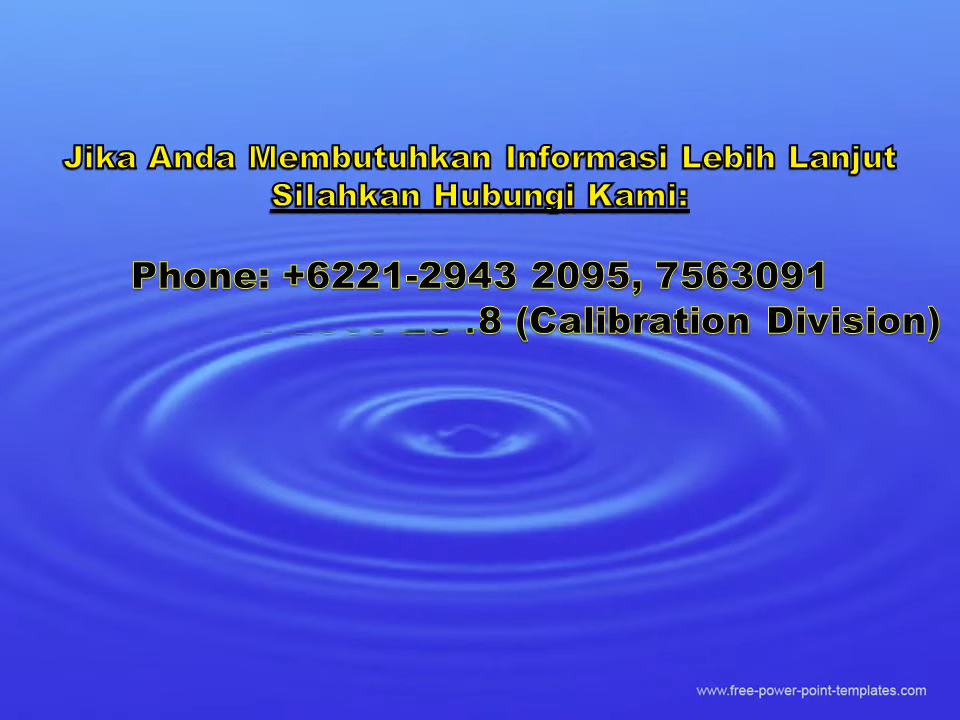 Jika Anda Membutuhkan Informasi Lebih Lanjut
Silahkan Hubungi Kami:
Phone: +6221-2943 2095, 7563091
(Calibration Division)
www.free-power-point-templates.com